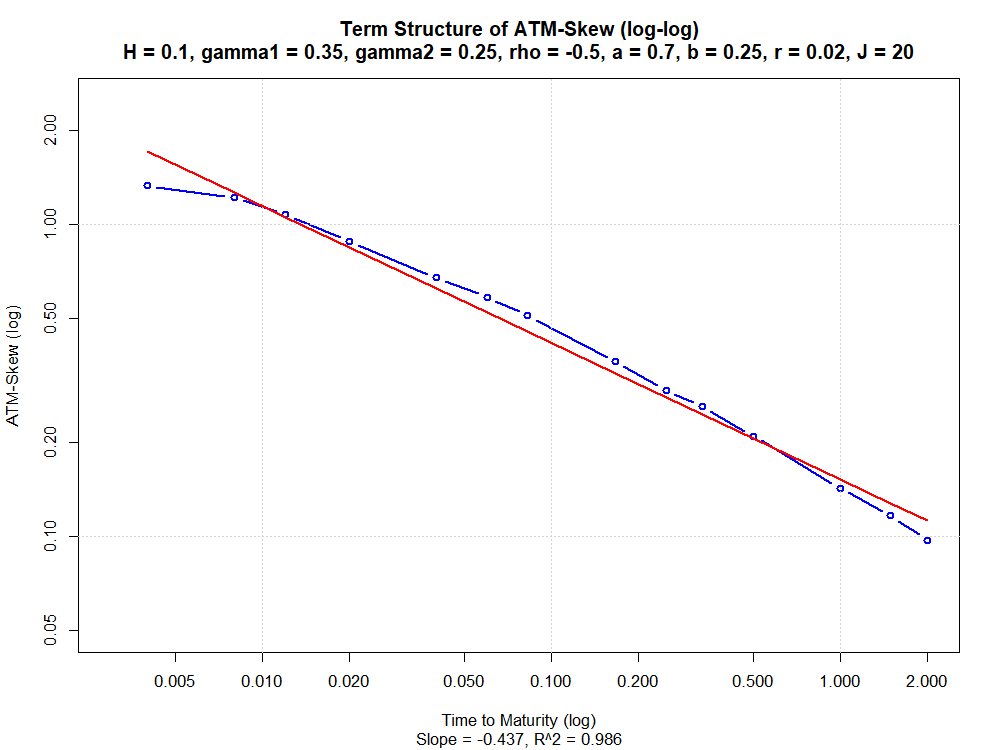 Term Structure of ATM-Skew (log-log)
H = 0.1, gamma1 = 0.35, gamma2 = 0.25, rho = -0.5, a = 0.7, b = 0.25, r = 0.02, J = 20
ATM-Skew (log)
2.00
1.00
0.50
0.20
0.10
0.05
0.005 0.010 0.020 0.050 0.100 0.200 0.500 1.000 2.000
Time to Maturity (log)
Slope = -0.437, R^2 = 0.986